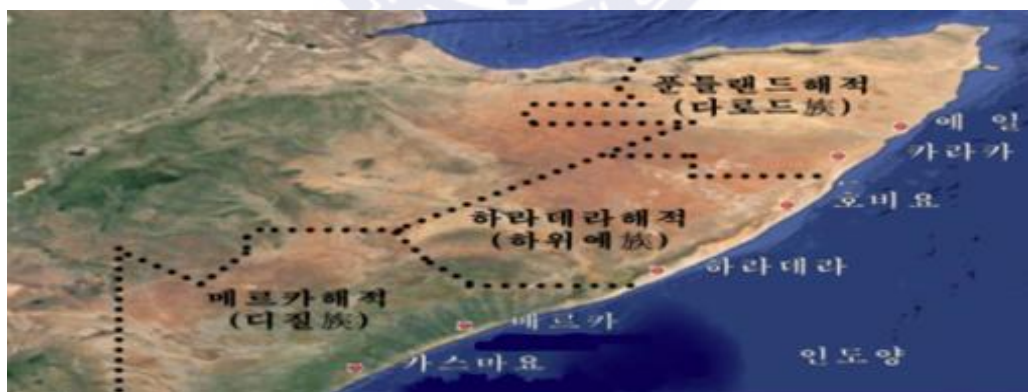 푼틀랜드해적
(다로드族)
에일
카라카
호비요
하라데라해적
(하위예族)
하라데라
메르카해적
(디질族)
메르카
가스마요
인도양